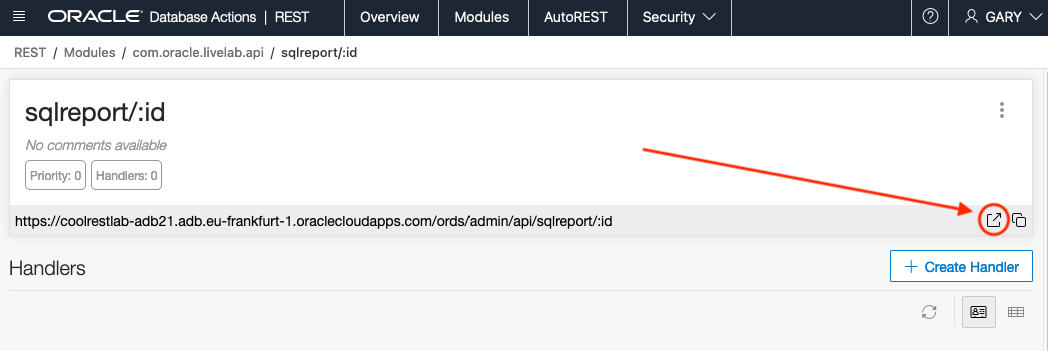 ORACLE Database Actions | REST Overview Modules AutoREST Security GARY
REST / Modules / com.oracle.livelab.api / sqlreport/:id
sqlreport/:id
No comments available
Priority: 0 Handlers: 0
https://coolrestlab-adb21.adb.eu-frankfurt-1.oraclecloudapps.com/ords/admin/api/sqlreport/:id
Handlers + Create Handler